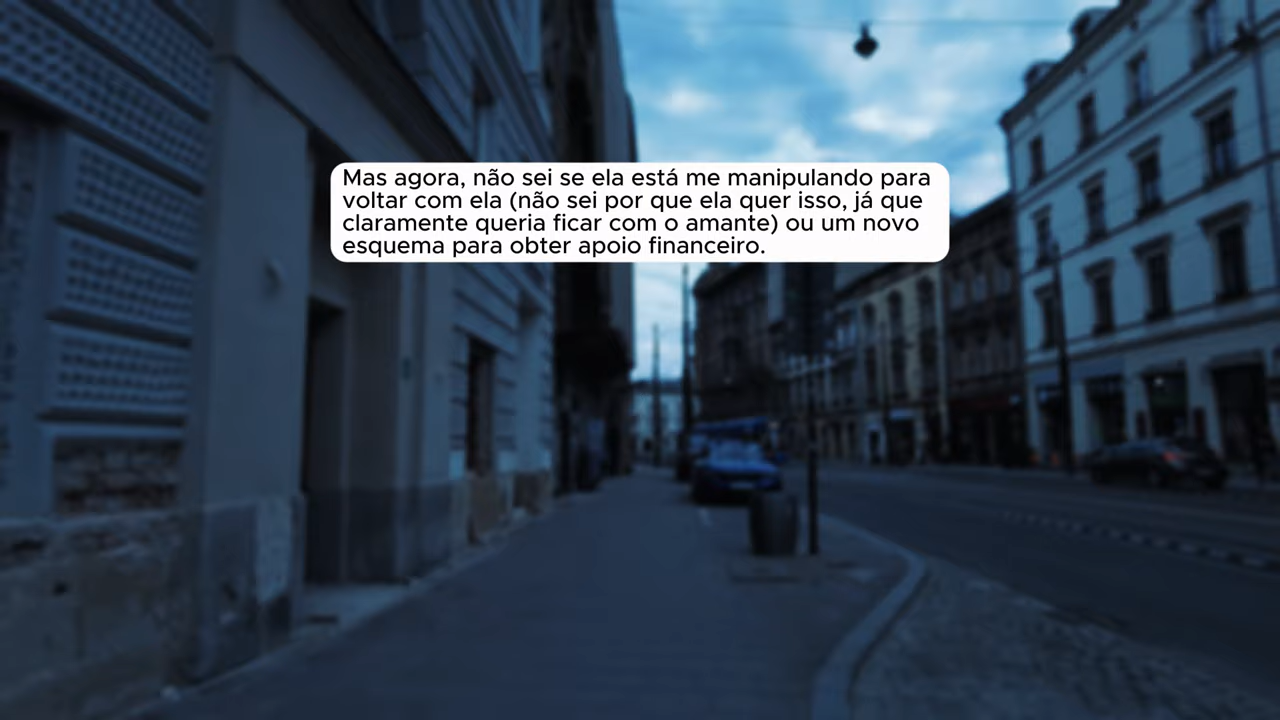 Mas agora, não sei se ela está me manipulando para
voltar com ela (não sei por que ela quer isso, já que
claramente queria ficar com o amante) ou um novo
esquema para obter apoio financeiro.